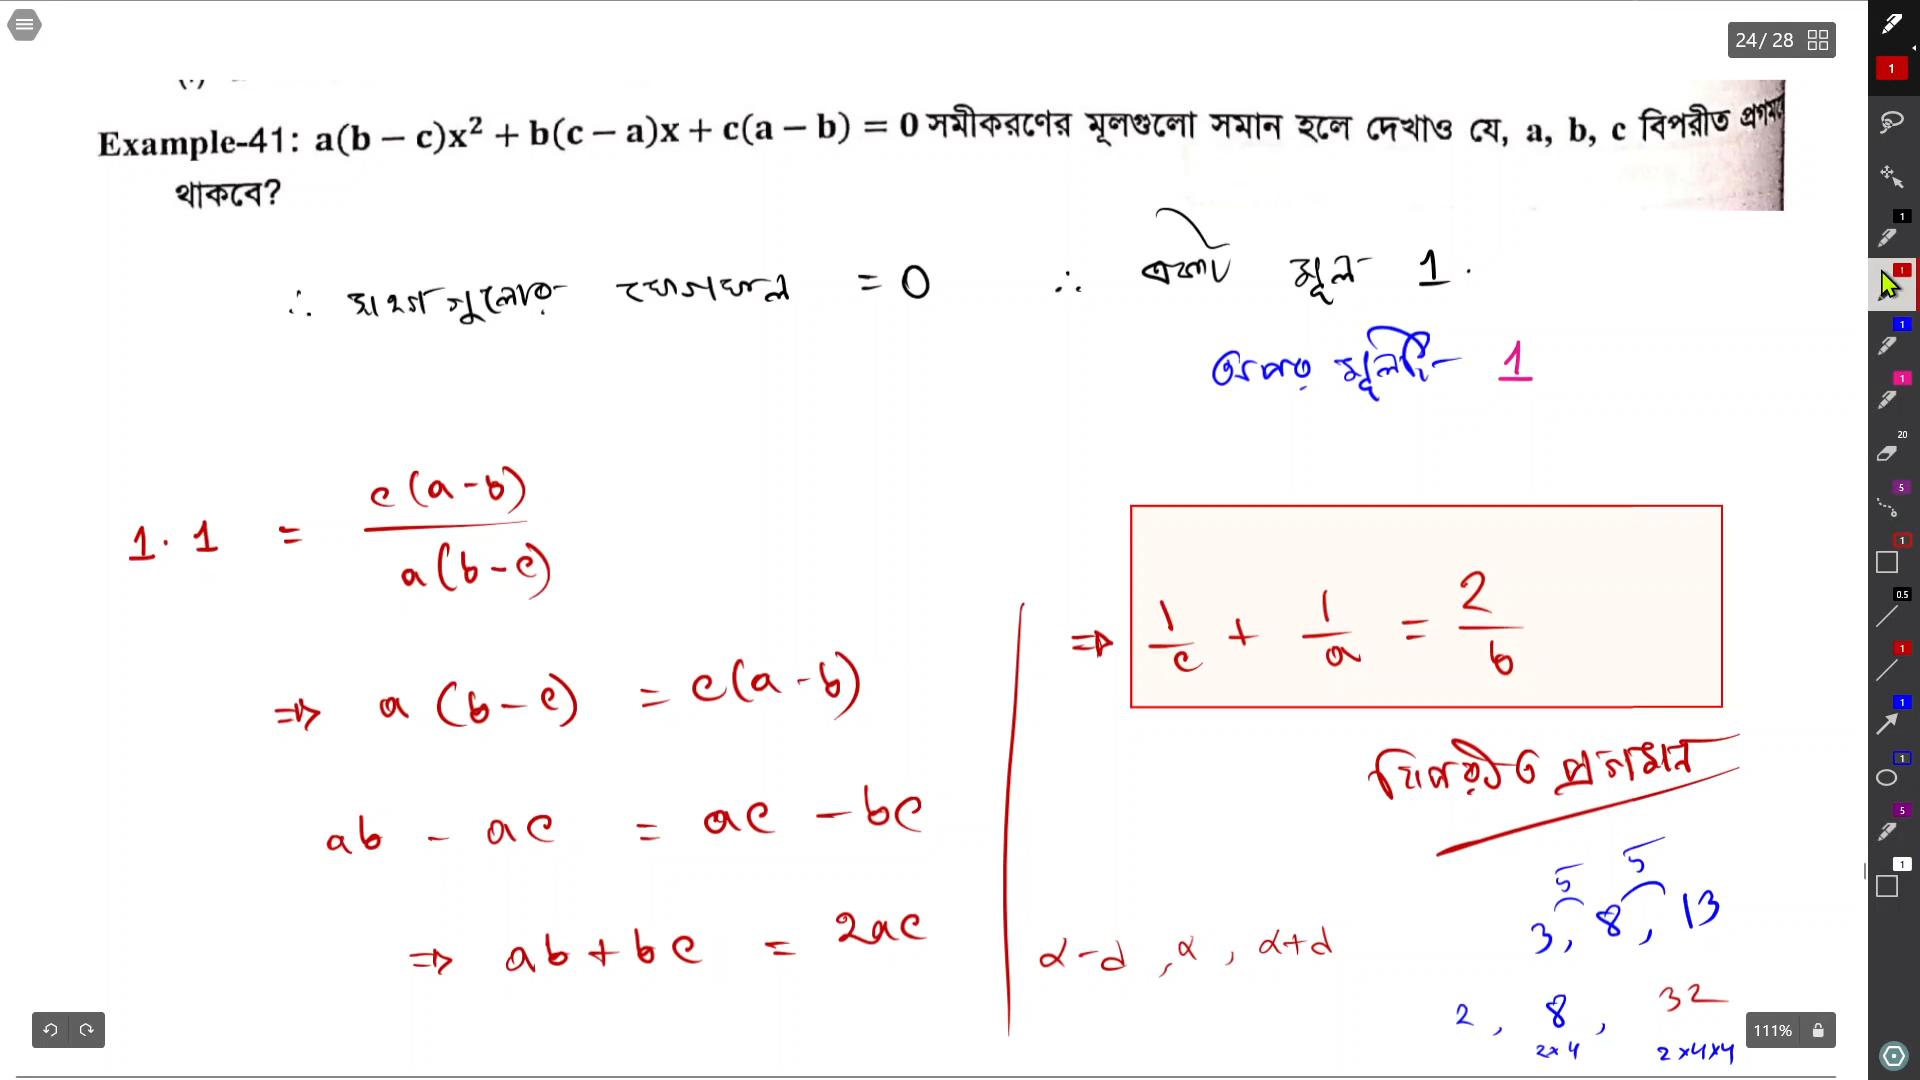 24/ 28
Example-41: a(b − c)x² + b(c − a)x + c(a − b) = 0 সমীকরণের মূলগুলো সমান হলে দেখাও যে, a, b, c বিপরীত
থাকবে?
∴ সহগগুলোর যোগফল = 0 ∴ একটি মূল 1.
অপর মূলটি 1
1 . 1 = c(a-b) / a(b-c)
⇒ a(b-c) = c(a-b)
ab - ac = ac - bc
⇒ ab + bc = 2ac
⇒ 1/c + 1/a = 2/b
বিপরীত প্রগমন
5 5
3, 8, 13
α-d, α, α+d
2, 8, 32
2×4 2×4×4
111%